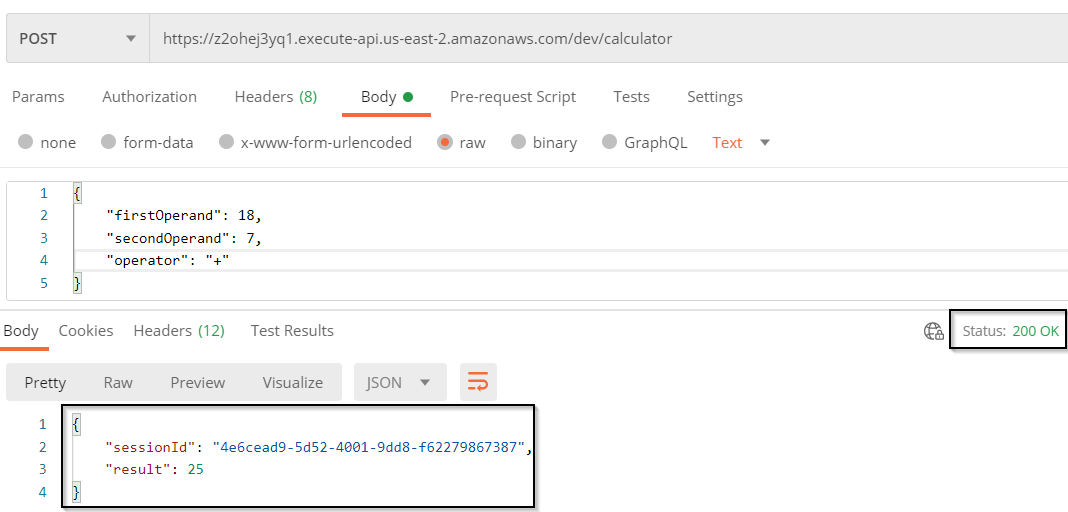 POST https://z2ohej3yq1.execute-api.us-east-2.amazonaws.com/dev/calculator
Params Authorization Headers (8) Body Pre-request Script Tests Settings
none form-data x-www-form-urlencoded raw binary GraphQL Text
1 {
2 "firstOperand": 18,
3 "secondOperand": 7,
4 "operator": "+"
5 }
Body Cookies Headers (12) Test Results Status: 200 OK
Pretty Raw Preview Visualize JSON
1 {
2 "sessionId": "4e6cead9-5d52-4001-9dd8-f62279867387",
3 "result": 25
4 }